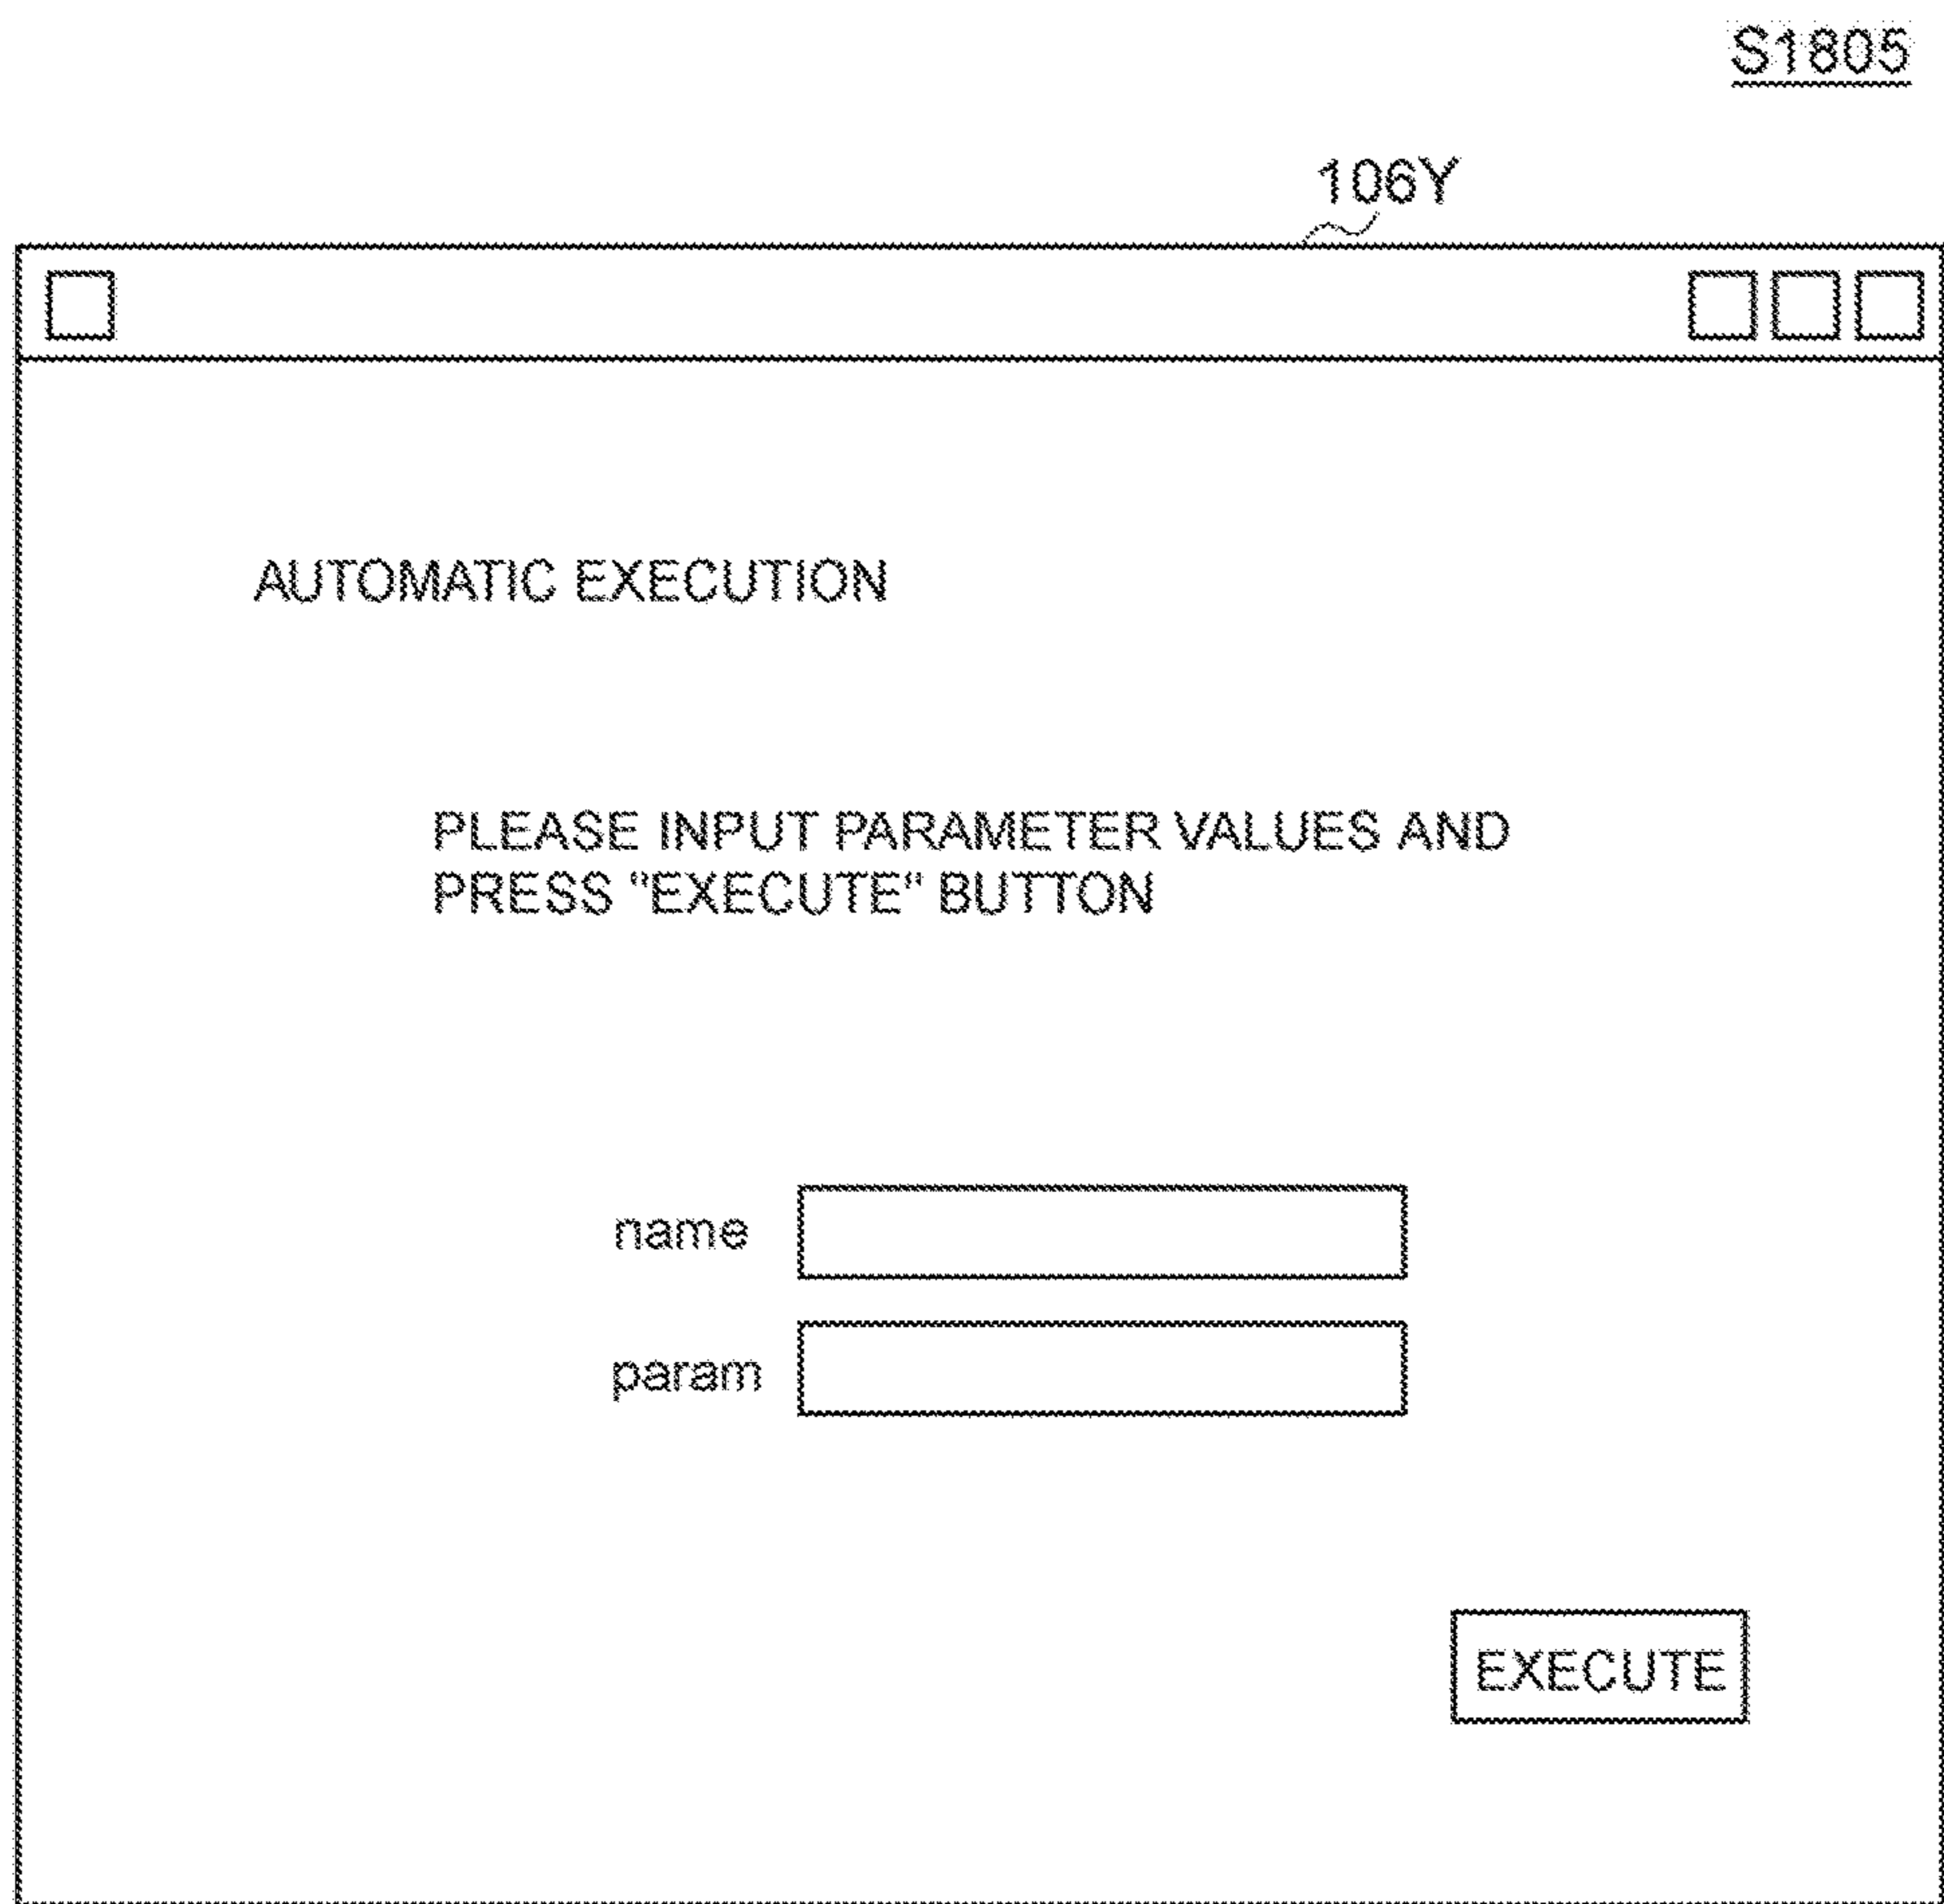 S1805
106Y
AUTOMATIC EXECUTION
PLEASE INPUT PARAMETER VALUES AND
PRESS "EXECUTE" BUTTON
name
param
EXECUTE